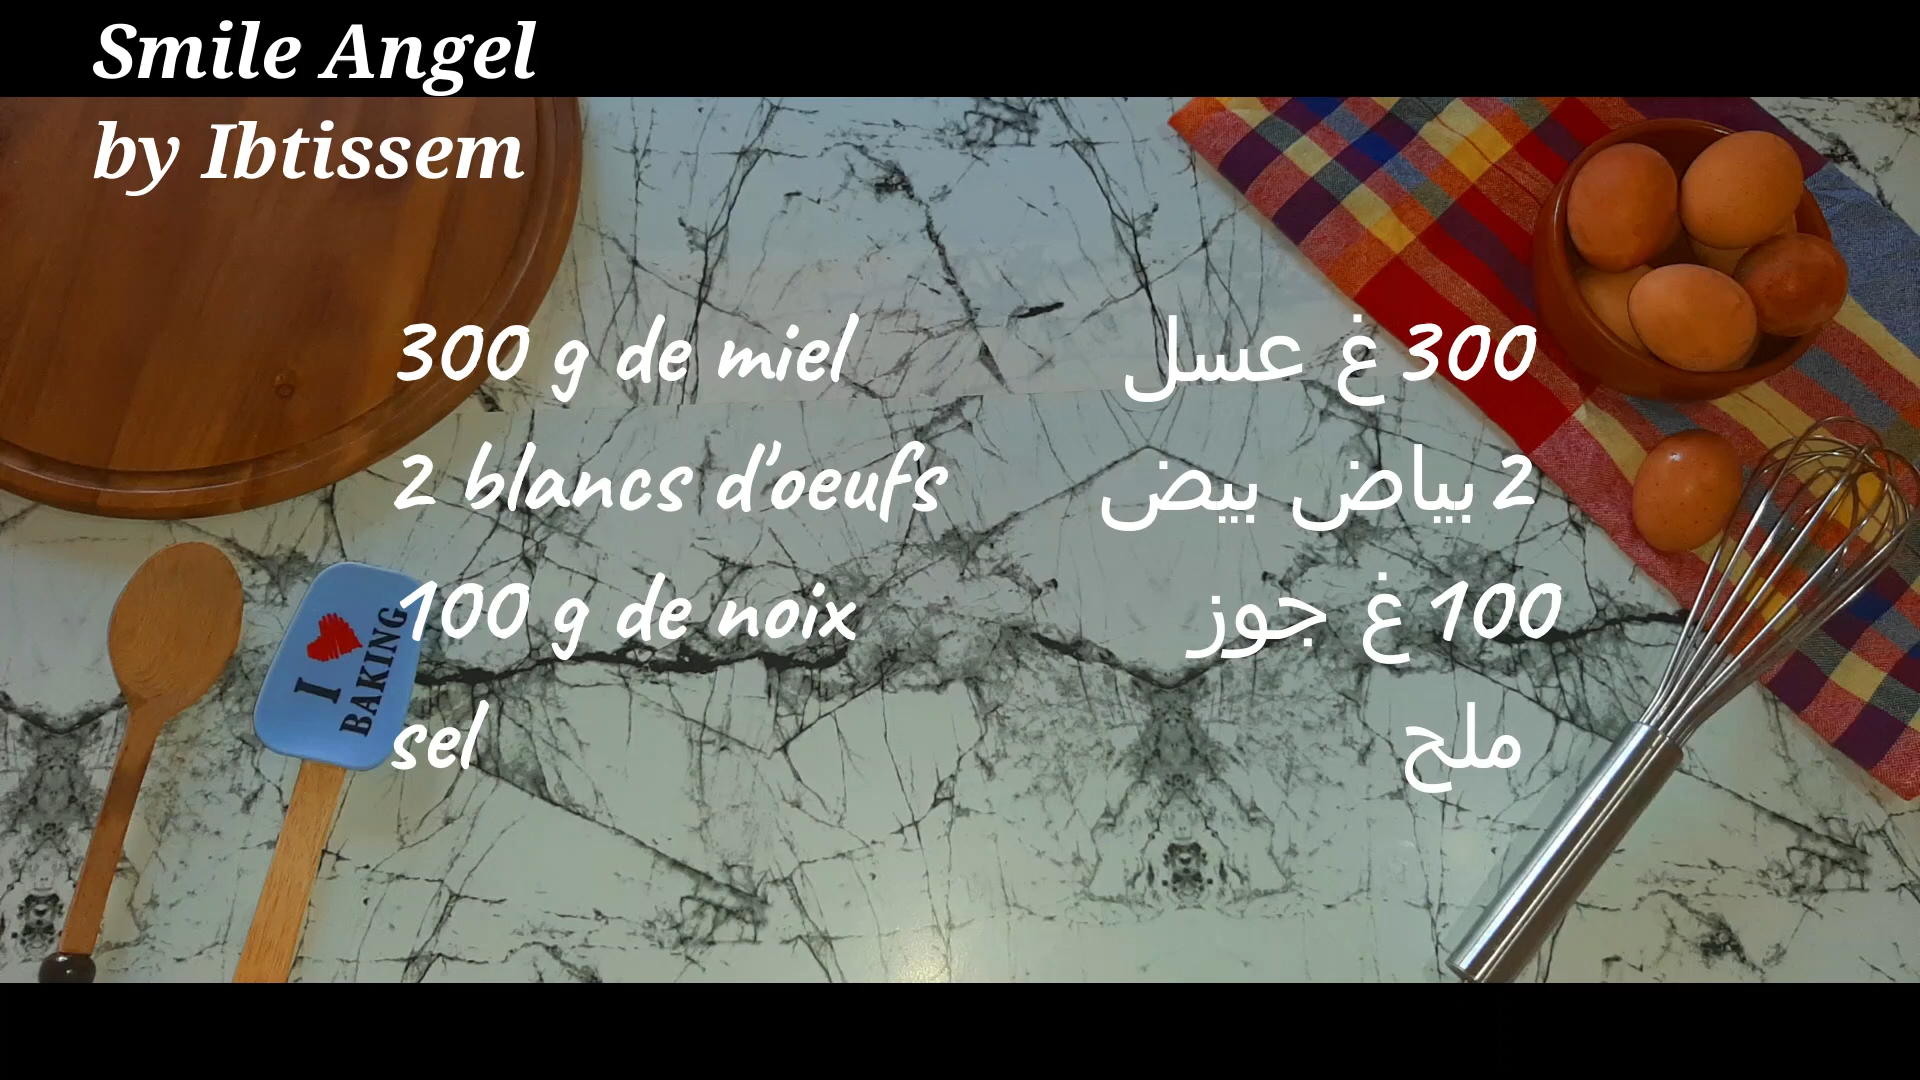 Smile Angel
by Ibtissem
300 g de miel
2 blancs d'oeufs
100 g de noix
sel
300 غ عسل
2 بياض بيض
100 غ جوز
ملح
I ❤ BAKING